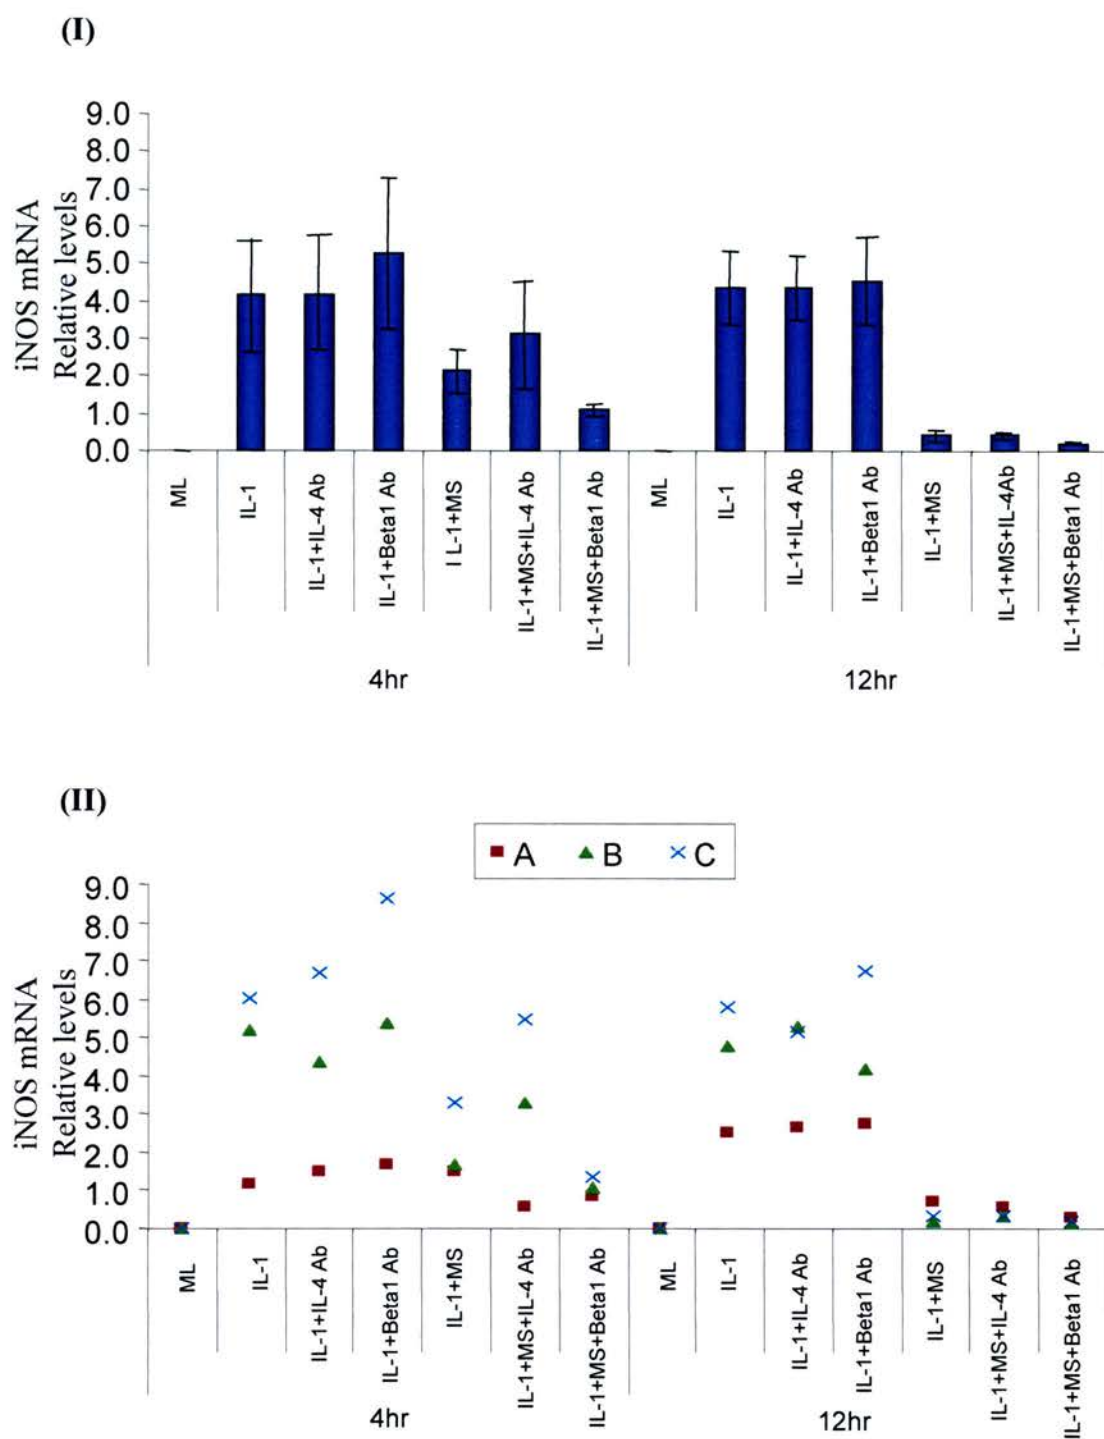 (I)
9.0
8.0
7.0
6.0
5.0
4.0
3.0
2.0
1.0
0.0
iNOS mRNA
Relative levels
ML
IL-1
IL-1+IL-4 Ab
IL-1+Beta1 Ab
I L-1+MS
IL-1+MS+IL-4 Ab
IL-1+MS+Beta1 Ab
ML
IL-1
IL-1+IL-4 Ab
IL-1+Beta1 Ab
IL-1+MS
IL-1+MS+IL-4Ab
IL-1+MS+Beta1 Ab
4hr
12hr
(II)
A B C
9.0
8.0
7.0
6.0
5.0
4.0
3.0
2.0
1.0
0.0
iNOS mRNA
Relative levels
ML
IL-1
IL-1+IL-4 Ab
IL-1+Beta1 Ab
IL-1+MS
IL-1+MS+IL-4 Ab
IL-1+MS+Beta1 Ab
ML
IL-1
IL-1+IL-4 Ab
IL-1+Beta1 Ab
IL-1+MS
IL-1+MS+IL-4 Ab
IL-1+MS+Beta1 Ab
4hr
12hr